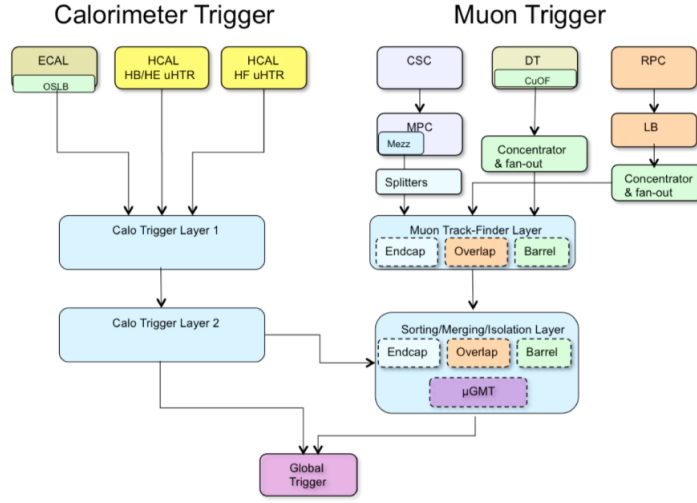 Calorimeter Trigger
Muon Trigger
ECAL
OSLB
HCAL
HB/HE uHTR
HCAL
HF uHTR
CSC
DT
CuOF
RPC
MPC
Mezz
LB
Concentrator
& fan-out
Splitters
Concentrator
& fan-out
Calo Trigger Layer 1
Muon Track-Finder Layer
Endcap
Overlap
Barrel
Calo Trigger Layer 2
Sorting/Merging/Isolation Layer
Endcap
Overlap
Barrel
µGMT
Global
Trigger